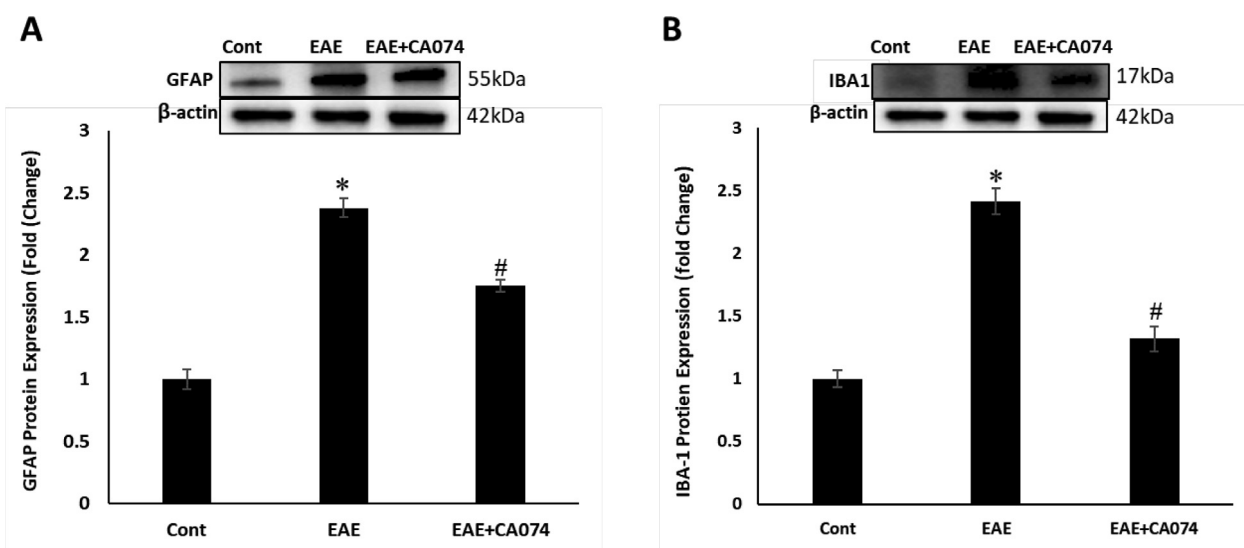 A
Cont EAE EAE+CA074
GFAP 55kDa
β-actin 42kDa
GFAP Protein Expression (Fold (Change)
3
2.5
2
1.5
1
0.5
0
*
#
Cont EAE EAE+CA074
B
Cont EAE EAE+CA074
IBA1 17kDa
β-actin 42kDa
IBA-1 Protien Expression (fold Change)
3
2.5
2
1.5
1
0.5
0
*
#
Cont EAE EAE+CA074